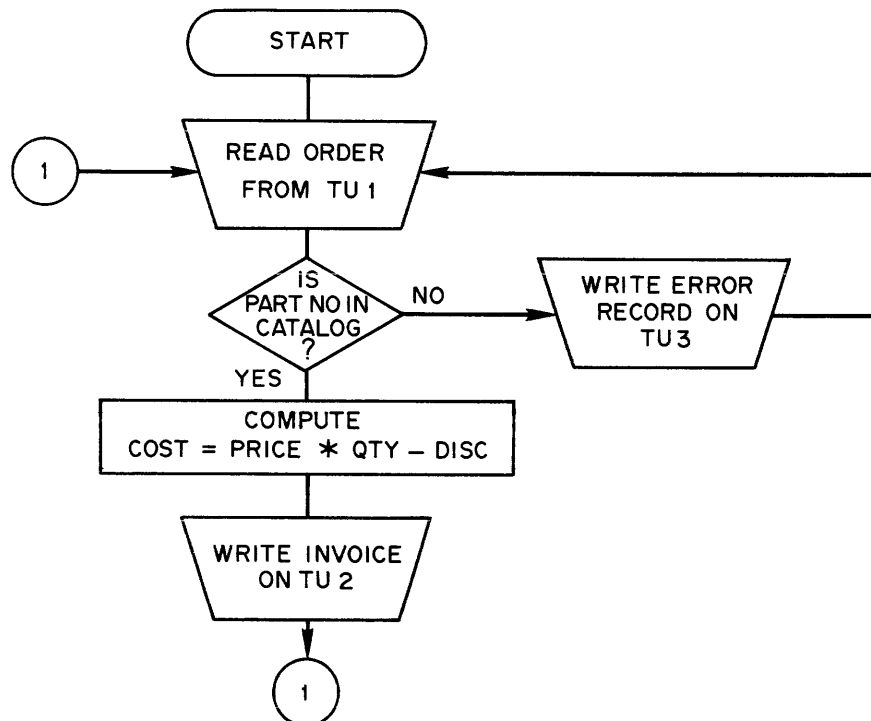 START
1
READ ORDER
FROM TU 1
IS
PART NO IN
CATALOG
?
NO
WRITE ERROR
RECORD ON
TU 3
YES
COMPUTE
COST = PRICE * QTY – DISC
WRITE INVOICE
ON TU 2
1